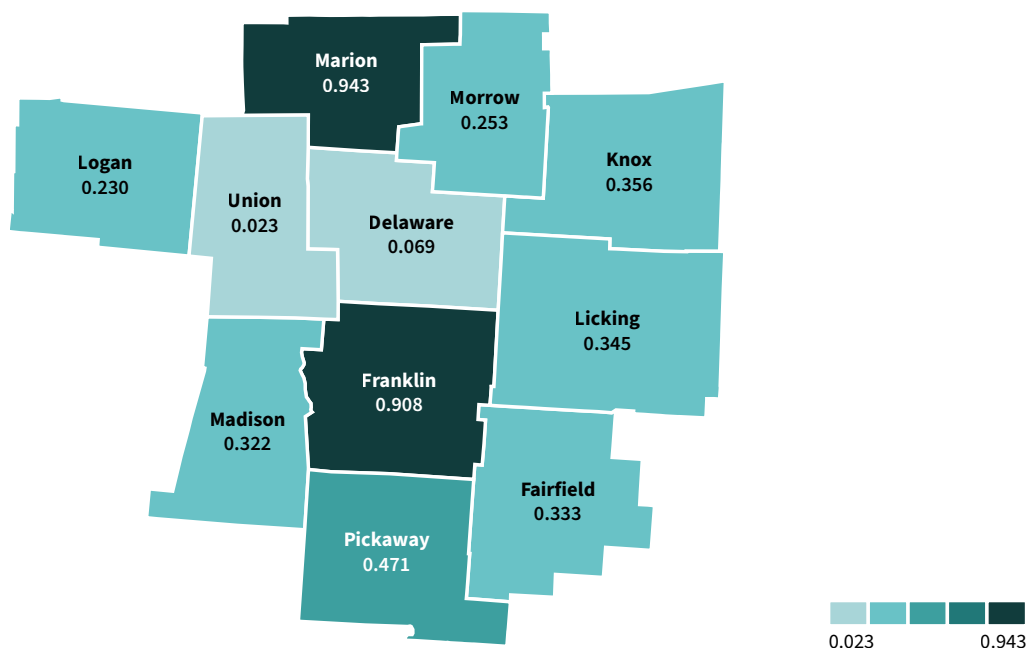 Marion
0.943
Morrow
0.253
Logan
0.230
Knox
0.356
Union
0.023
Delaware
0.069
Licking
0.345
Franklin
0.908
Madison
0.322
Fairfield
0.333
Pickaway
0.471
0.023 0.943